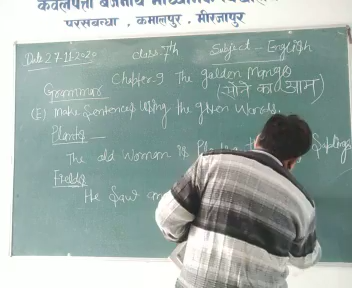 परसबन्धा . कमालपुर . मीरजापुर
Date 27.11.2020 class 7th Subject - English
Grammar Chapter 9 The golden Mango
(सोने का आम)
(E) Make Sentences Using the given Words.
Plants
The old Woman is Saplings
Fields
He Saw